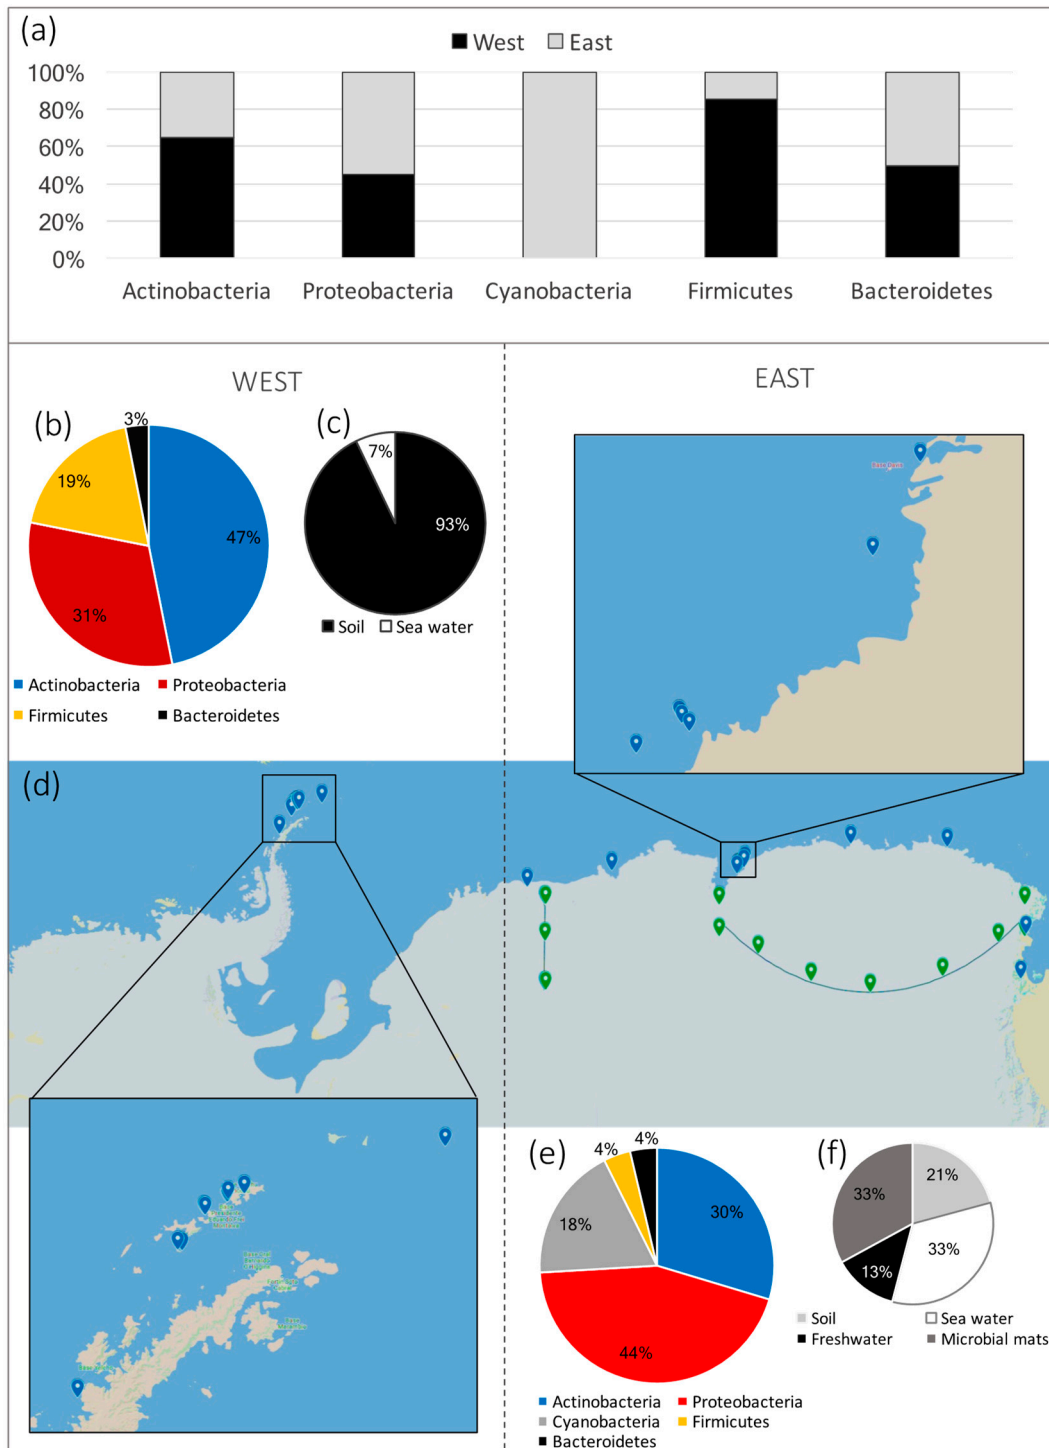 (a)
West East
100%
80%
60%
40%
20%
0%
Actinobacteria Proteobacteria Cyanobacteria Firmicutes Bacteroidetes
WEST EAST
(b) (c)
3%
19%
47%
31%
7%
93%
Soil Sea water
Actinobacteria Proteobacteria
Firmicutes Bacteroidetes
(d)
(e) (f)
4% 4%
18%
30%
44%
33% 21%
13% 33%
Soil Sea water
Freshwater Microbial mats
Actinobacteria Proteobacteria
Cyanobacteria Firmicutes
Bacteroidetes